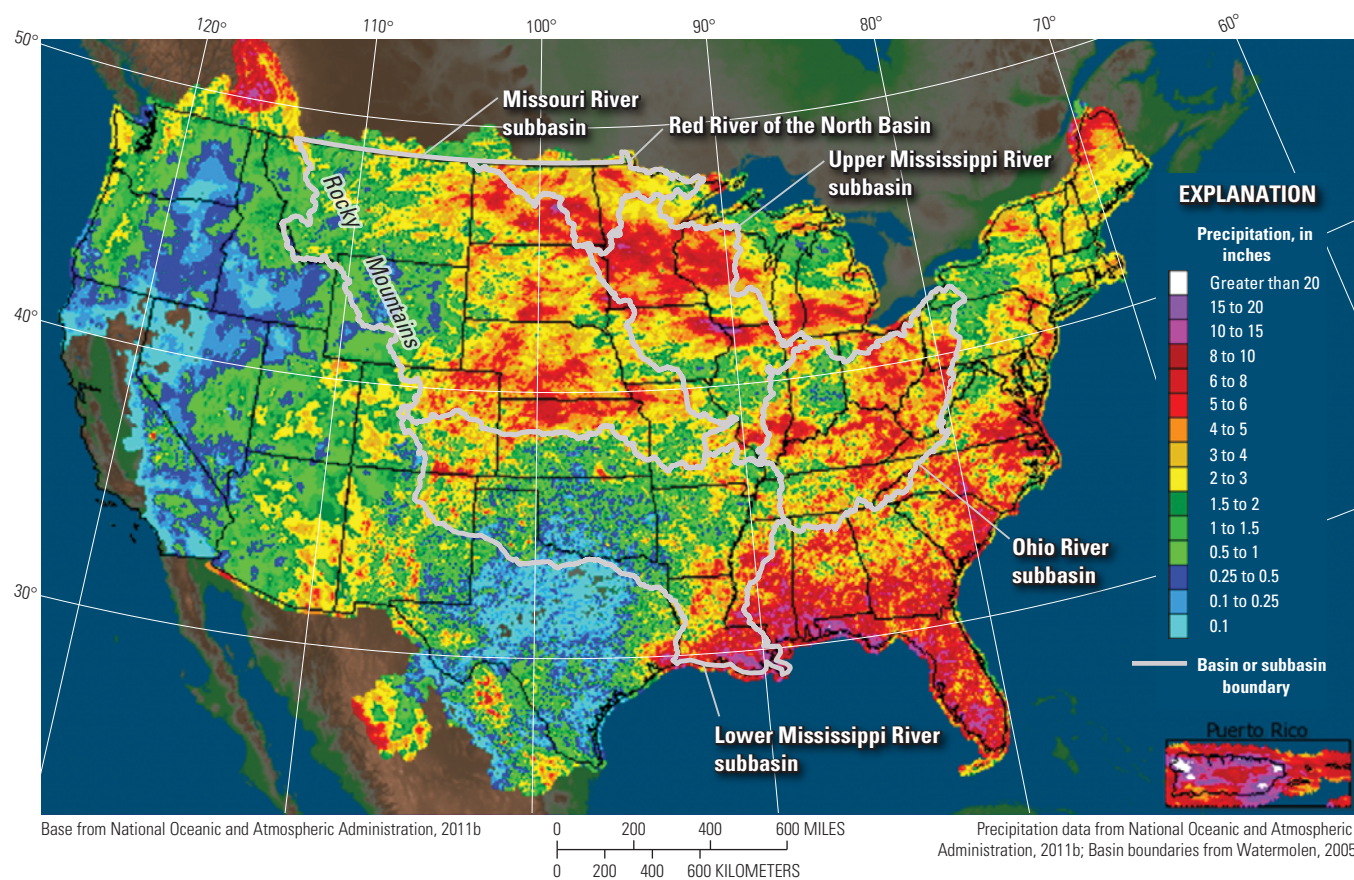 120°
110°
100°
90°
80°
70°
60°
50°
40°
30°
Missouri River
subbasin
Red River of the North Basin
Upper Mississippi River
subbasin
Rocky
Mountains
Ohio River
subbasin
Lower Mississippi River
subbasin
EXPLANATION
Precipitation, in
inches
Greater than 20
15 to 20
10 to 15
8 to 10
6 to 8
5 to 6
4 to 5
3 to 4
2 to 3
1.5 to 2
1 to 1.5
0.5 to 1
0.25 to 0.5
0.1 to 0.25
0.1
Basin or subbasin
boundary
Puerto Rico
Base from National Oceanic and Atmospheric Administration, 2011b
0 200 400 600 MILES
0 200 400 600 KILOMETERS
Precipitation data from National Oceanic and Atmospheric
Administration, 2011b; Basin boundaries from Watermolen, 2005